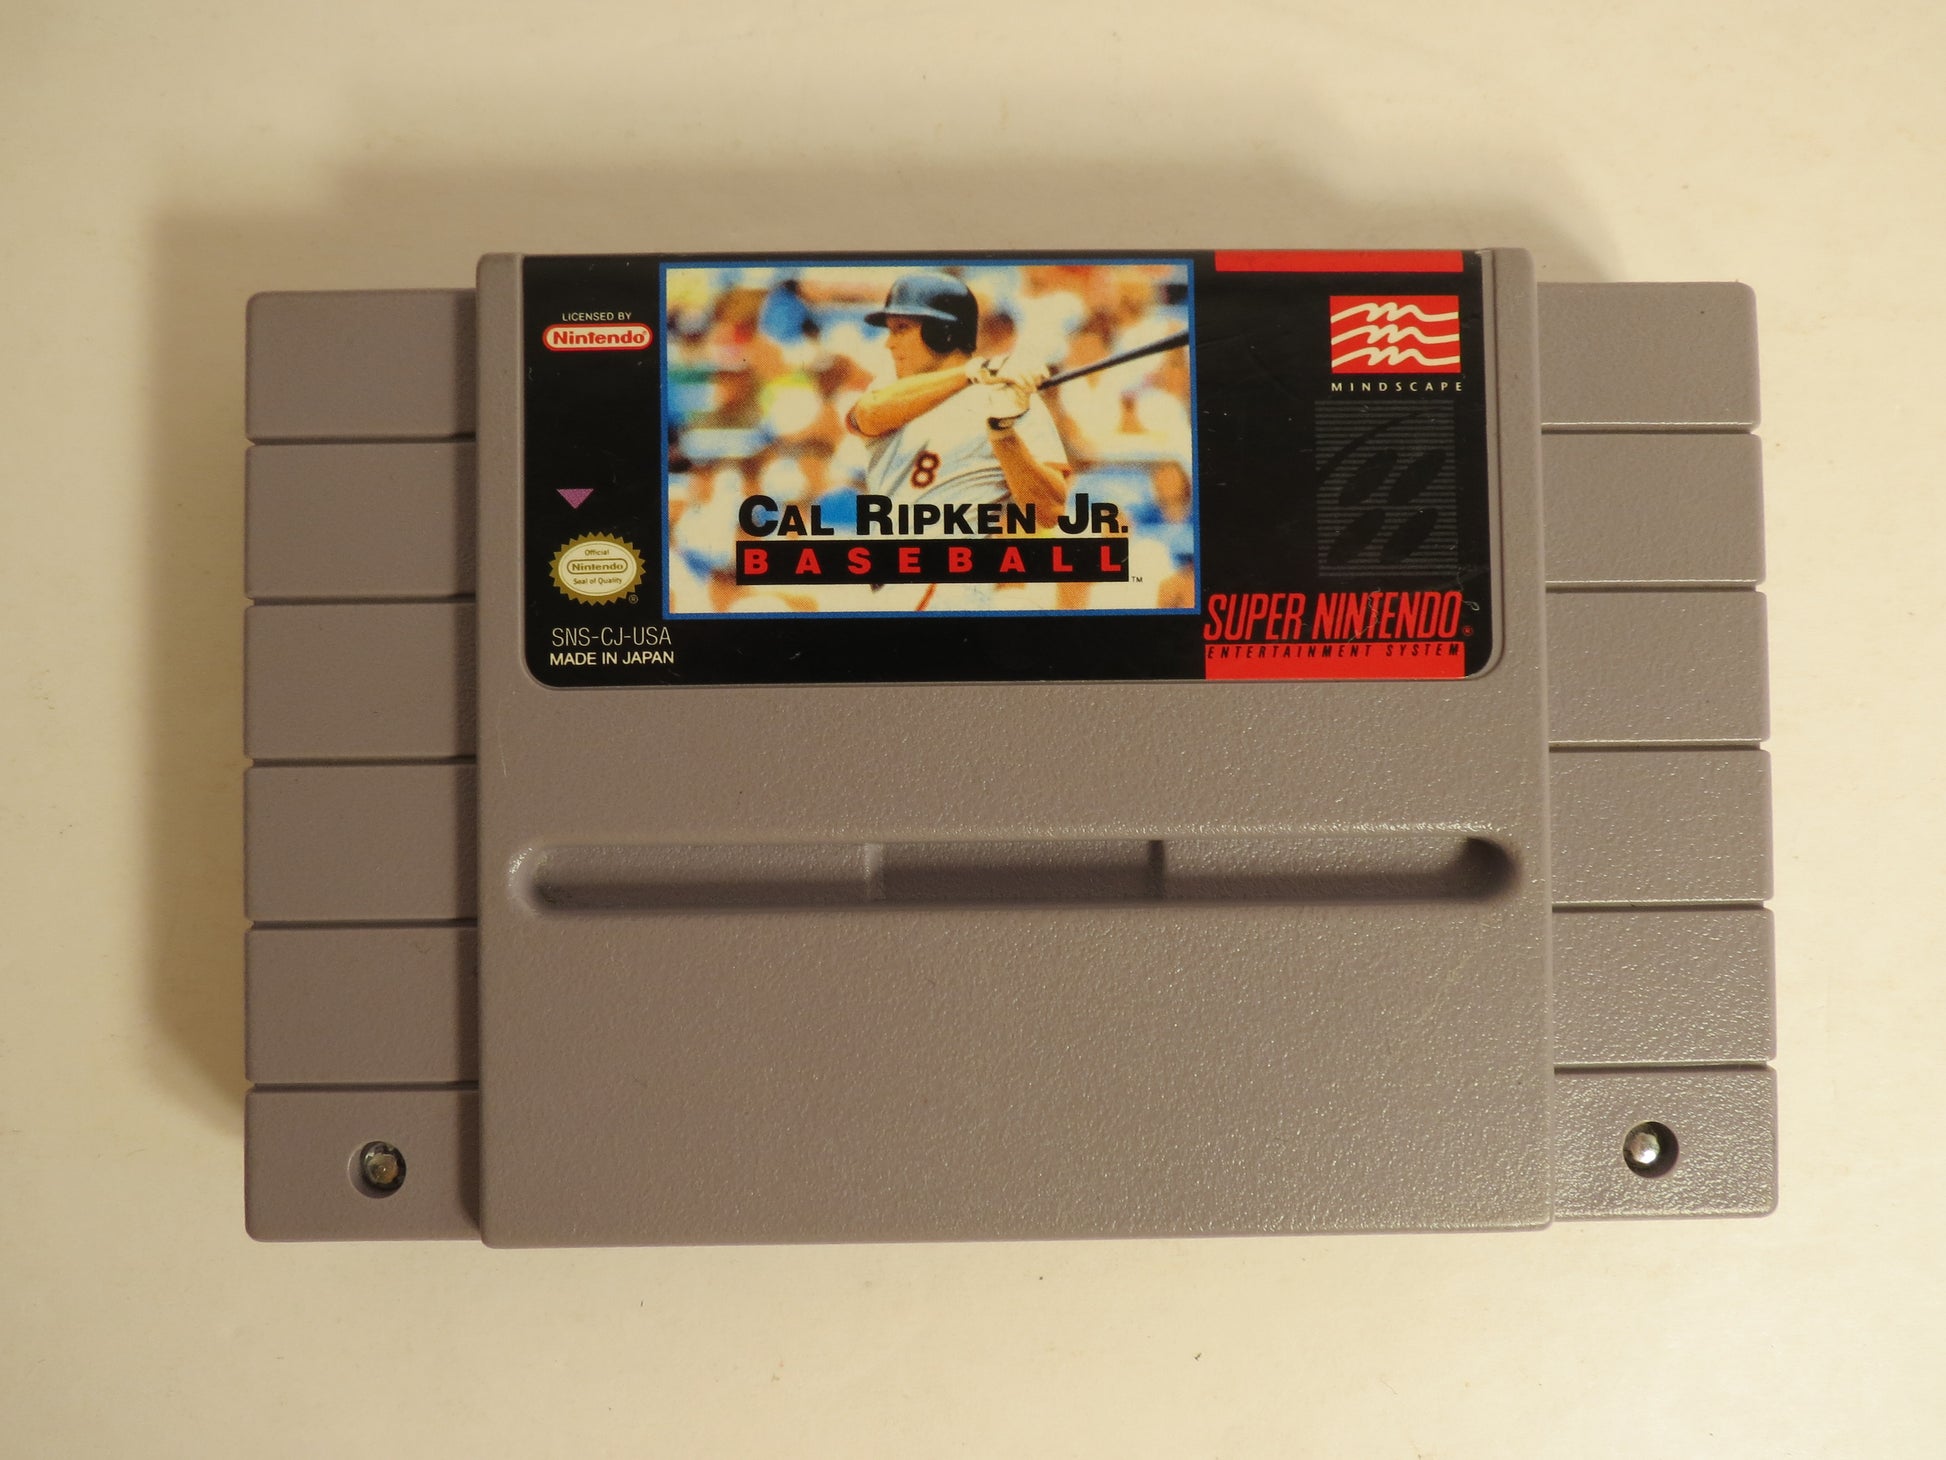 LICENSED BY
Nintendo
MINDSCAPE
8
CAL RIPKEN JR.
BASEBALL™
Official
Nintendo
Seal of Quality
®
SNS-CJ-USA
MADE IN JAPAN
SUPER NINTENDO®
ENTERTAINMENT SYSTEM